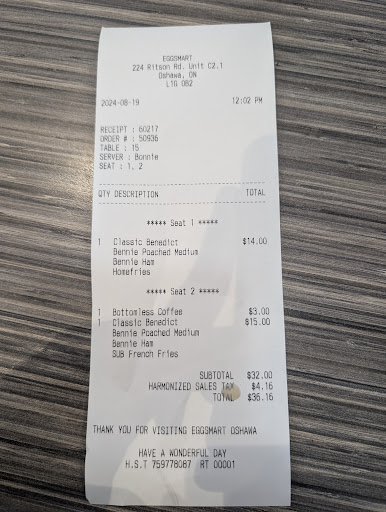 EGGSMART
224 Ritson Rd. Unit C2.1
Oshawa, ON
L1G 0B2
2024-08-19 12:02 PM
RECEIPT : 60217
ORDER # : 50936
TABLE : 15
SERVER : Bonnie
SEAT : 1, 2
QTY DESCRIPTION TOTAL
***** Seat 1 *****
1 Classic Benedict $14.00
Bennie Poached Medium
Bennie Ham
Homefries
***** Seat 2 *****
1 Bottomless Coffee $3.00
1 Classic Benedict $15.00
Bennie Poached Medium
Bennie Ham
SUB French Fries
SUBTOTAL $32.00
HARMONIZED SALES TAX $4.16
TOTAL $36.16
THANK YOU FOR VISITING EGGSMART OSHAWA
HAVE A WONDERFUL DAY
H.S.T 759778087 RT 00001